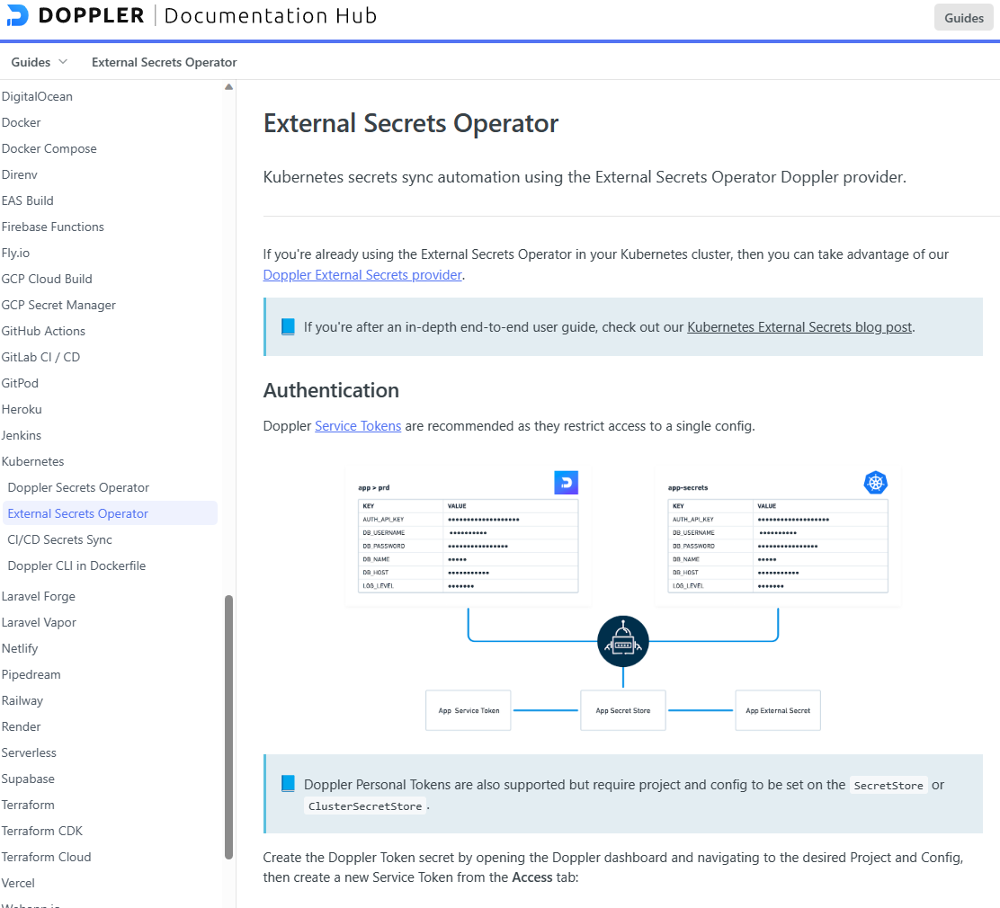 DOPPLER | Documentation Hub
Guides
Guides
External Secrets Operator
DigitalOcean
Docker
Docker Compose
Direnv
EAS Build
Firebase Functions
Fly.io
GCP Cloud Build
GCP Secret Manager
GitHub Actions
GitLab CI / CD
GitPod
Heroku
Jenkins
Kubernetes
Doppler Secrets Operator
External Secrets Operator
CI/CD Secrets Sync
Doppler CLI in Dockerfile
Laravel Forge
Laravel Vapor
Netlify
Pipedream
Railway
Render
Serverless
Supabase
Terraform
Terraform CDK
Terraform Cloud
Vercel
External Secrets Operator
Kubernetes secrets sync automation using the External Secrets Operator Doppler provider.
If you're already using the External Secrets Operator in your Kubernetes cluster, then you can take advantage of our
Doppler External Secrets provider.
If you're after an in-depth end-to-end user guide, check out our Kubernetes External Secrets blog post.
Authentication
Doppler Service Tokens are recommended as they restrict access to a single config.
app > prd
KEY VALUE
AUTH_API_KEY •••••••••••••••••••
DB_USERNAME ••••••••••
DB_PASSWORD ••••••••••••••••
DB_NAME •••••
DB_HOST •••••••••••
LOG_LEVEL •••••••
app-secrets
KEY VALUE
AUTH_API_KEY •••••••••••••••••••
DB_USERNAME ••••••••••
DB_PASSWORD ••••••••••••••••
DB_NAME •••••
DB_HOST •••••••••••
LOG_LEVEL •••••••
App Service Token
App Secret Store
App External Secret
Doppler Personal Tokens are also supported but require project and config to be set on the SecretStore or
ClusterSecretStore.
Create the Doppler Token secret by opening the Doppler dashboard and navigating to the desired Project and Config,
then create a new Service Token from the Access tab: